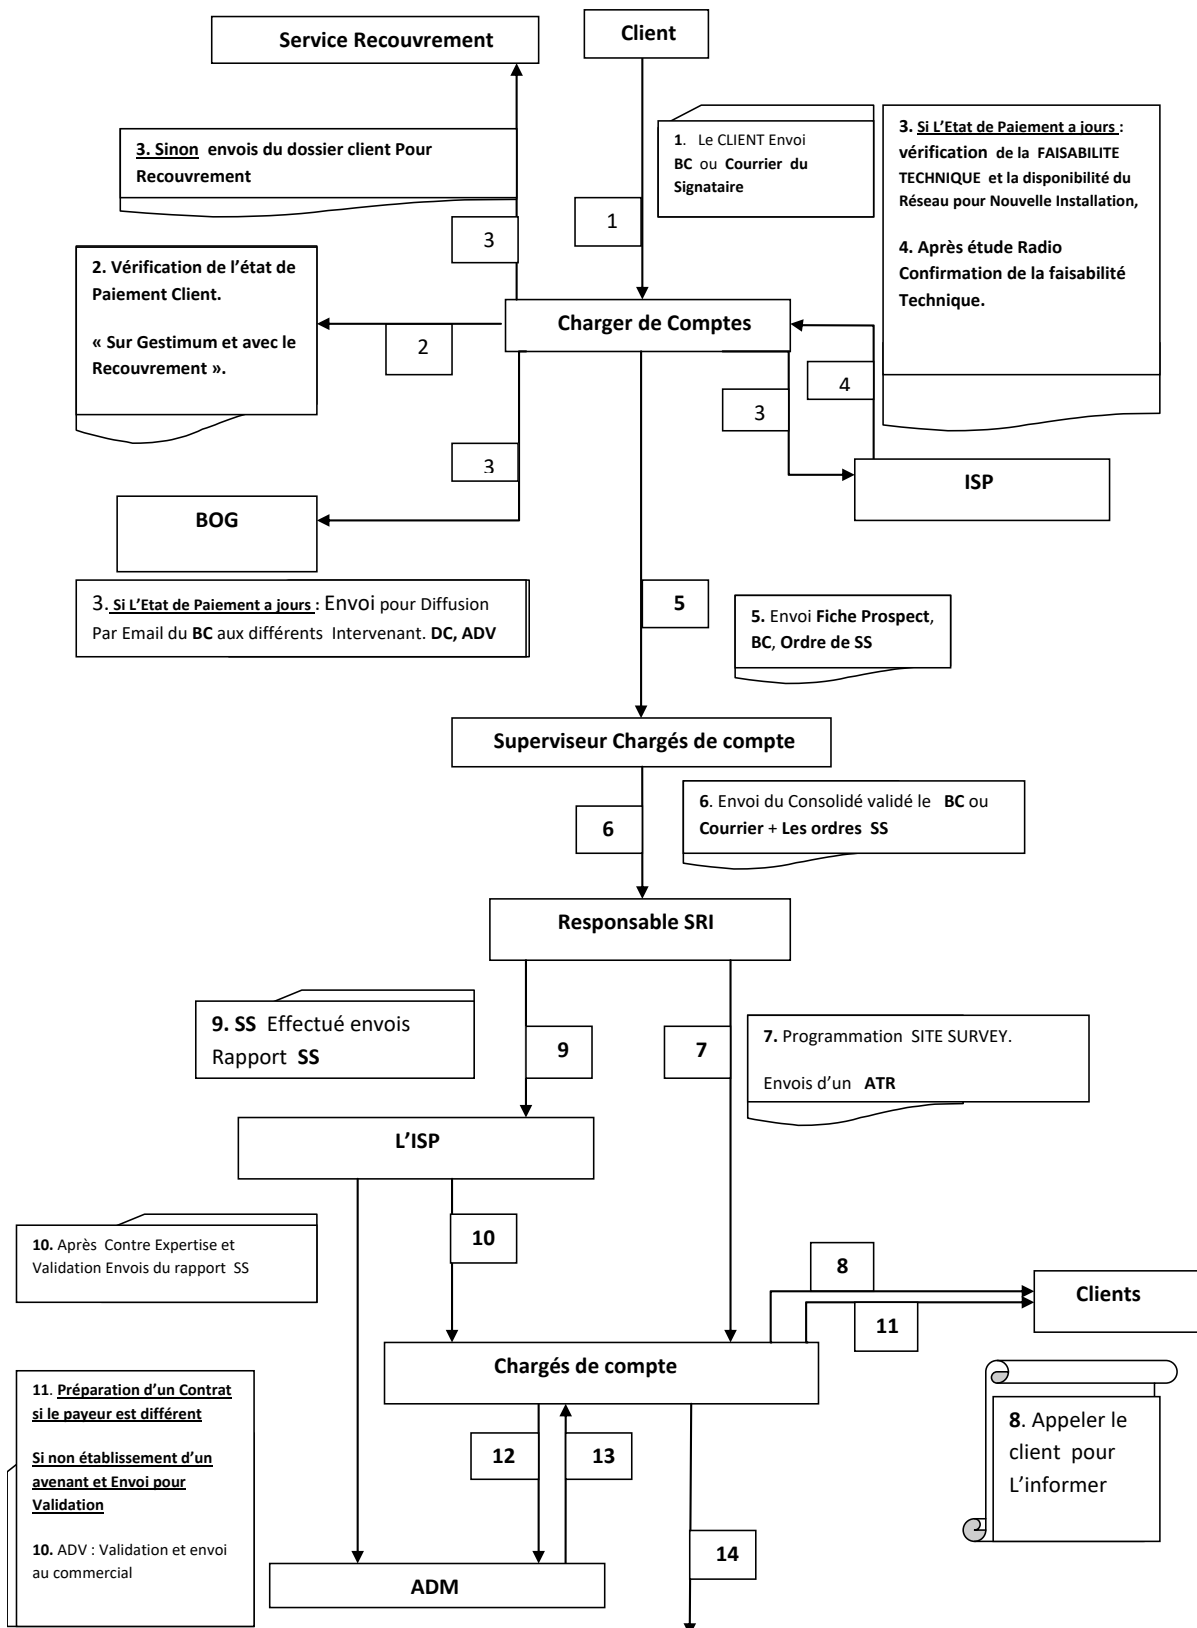 Service Recouvrement
Client
3. Sinon envois du dossier client Pour
Recouvrement
1. Le CLIENT Envoi
BC ou Courrier du
Signataire
3. Si L'Etat de Paiement a jours :
vérification de la FAISABILITE
TECHNIQUE et la disponibilité du
Réseau pour Nouvelle Installation,
4. Après étude Radio
Confirmation de la faisabilité
Technique.
1
3
2. Vérification de l'état de
Paiement Client.
« Sur Gestimum et avec le
Recouvrement ».
Charger de Comptes
2
4
3
3
ISP
BOG
3. Si L'Etat de Paiement a jours : Envoi pour Diffusion
Par Email du BC aux différents Intervenant. DC, ADV
5
5. Envoi Fiche Prospect,
BC, Ordre de SS
Superviseur Chargés de compte
6
6. Envoi du Consolidé validé le BC ou
Courrier + Les ordres SS
Responsable SRI
9. SS Effectué envois
Rapport SS
9
7
7. Programmation SITE SURVEY.
Envois d'un ATR
L'ISP
10. Après Contre Expertise et
Validation Envois du rapport SS
10
8
Clients
11
Chargés de compte
11. Préparation d'un Contrat
si le payeur est différent
Si non établissement d'un
avenant et Envoi pour
Validation
10. ADV : Validation et envoi
au commercial
12
13
8. Appeler le
client pour
L'informer
14
ADM